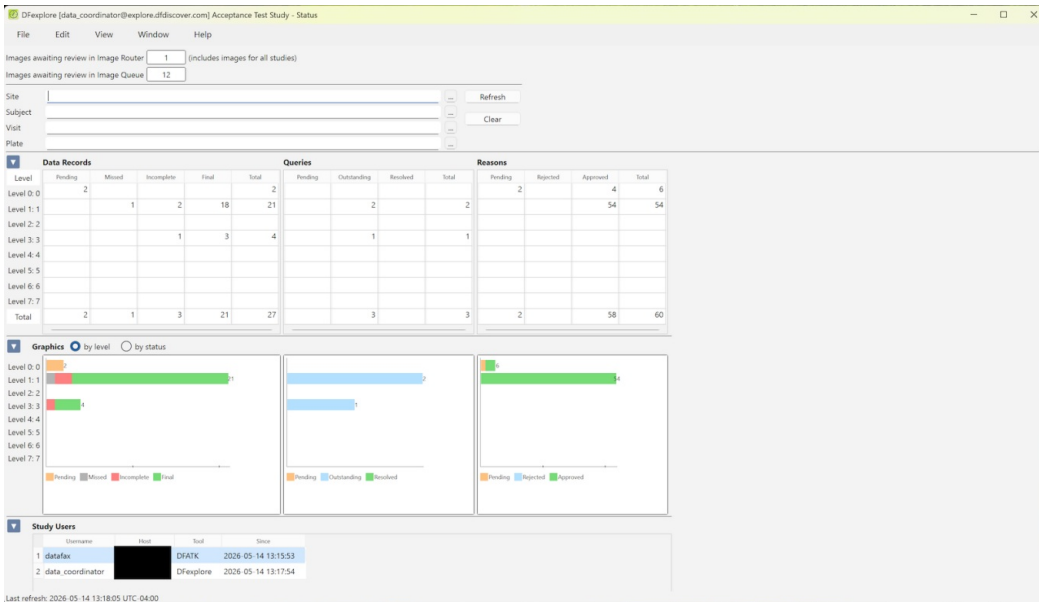 DFexplore [data_coordinator@explore.dfdiscover.com] Acceptance Test Study - Status
File Edit View Window Help
Images awaiting review in Image Router 1 (includes images for all studies)
Images awaiting review in Image Queue 12
Site ... Refresh
Subject ...
Clear
Visit ...
Plate ...
Data Records Queries Reasons
Level Pending Missed Incomplete Final Total Pending Outstanding Resolved Total Pending Rejected Approved Total
Level 0: 0 2 2 2 4 6
Level 1: 1 1 2 18 21 2 2 54 54
Level 2: 2
Level 3: 3 1 3 4 1 1
Level 4: 4
Level 5: 5
Level 6: 6
Level 7: 7
Total 2 1 3 21 27 3 3 2 58 60
Graphics by level by status
Level 0: 0 2 6
Level 1: 1 21 2
Level 2: 2
Level 3: 3 4 1
Level 4: 4
Level 5: 5
Level 6: 6
Level 7: 7
Pending Missed Incomplete Final Pending Outstanding Resolved Pending Rejected Approved
Study Users
Username Host Tool Since
1 datafax DFATK 2026-05-14 13:15:53
2 data_coordinator DFexplore 2026-05-14 13:17:54
Last refresh: 2026-05-14 13:18:05 UTC-04:00